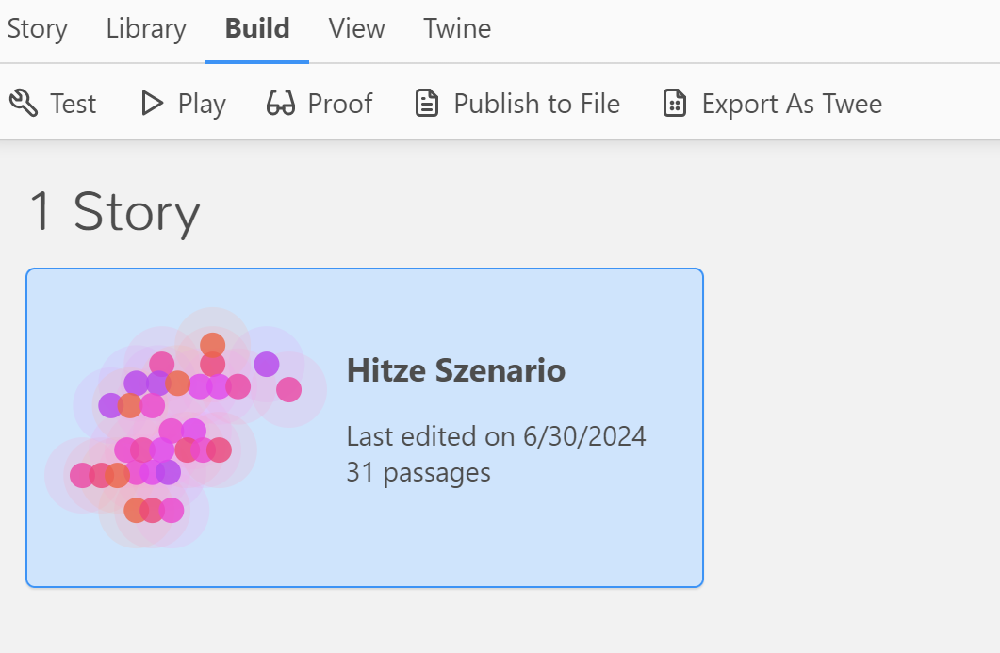 Story Library Build View Twine
Test Play Proof Publish to File Export As Twee
1 Story
Hitze Szenario
Last edited on 6/30/2024
31 passages